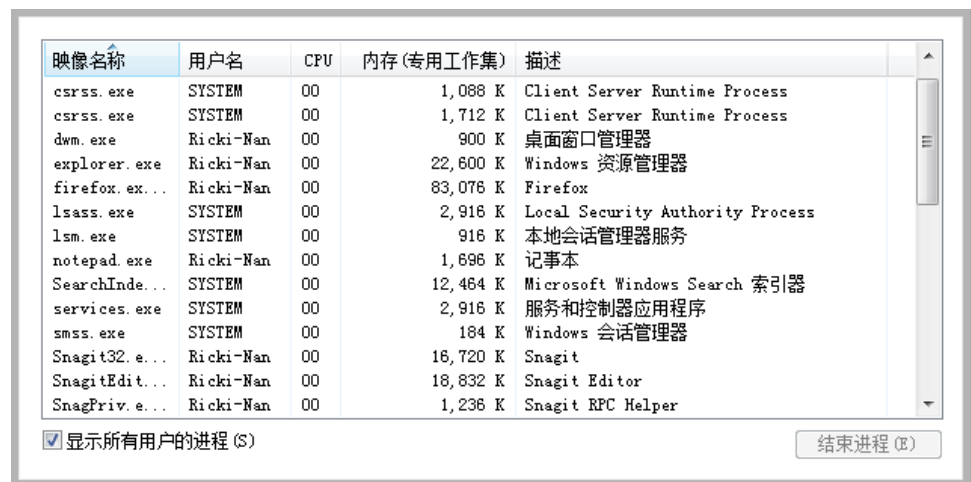 映像名称 用户名 CPU 内存(专用工作集) 描述
csrss.exe SYSTEM 00 1,088 K Client Server Runtime Process
csrss.exe SYSTEM 00 1,712 K Client Server Runtime Process
dwm.exe Ricki-Nan 00 900 K 桌面窗口管理器
explorer.exe Ricki-Nan 00 22,600 K Windows 资源管理器
firefox.ex... Ricki-Nan 00 83,076 K Firefox
lsass.exe SYSTEM 00 2,916 K Local Security Authority Process
lsm.exe SYSTEM 00 916 K 本地会话管理器服务
notepad.exe Ricki-Nan 00 1,696 K 记事本
SearchInde... SYSTEM 00 12,464 K Microsoft Windows Search 索引器
services.exe SYSTEM 00 2,916 K 服务和控制器应用程序
smss.exe SYSTEM 00 184 K Windows 会话管理器
Snagit32.e... Ricki-Nan 00 16,720 K Snagit
SnagitEdit... Ricki-Nan 00 18,832 K Snagit Editor
SnagPriv.e... Ricki-Nan 00 1,236 K Snagit RPC Helper
显示所有用户的进程(S) 结束进程(E)